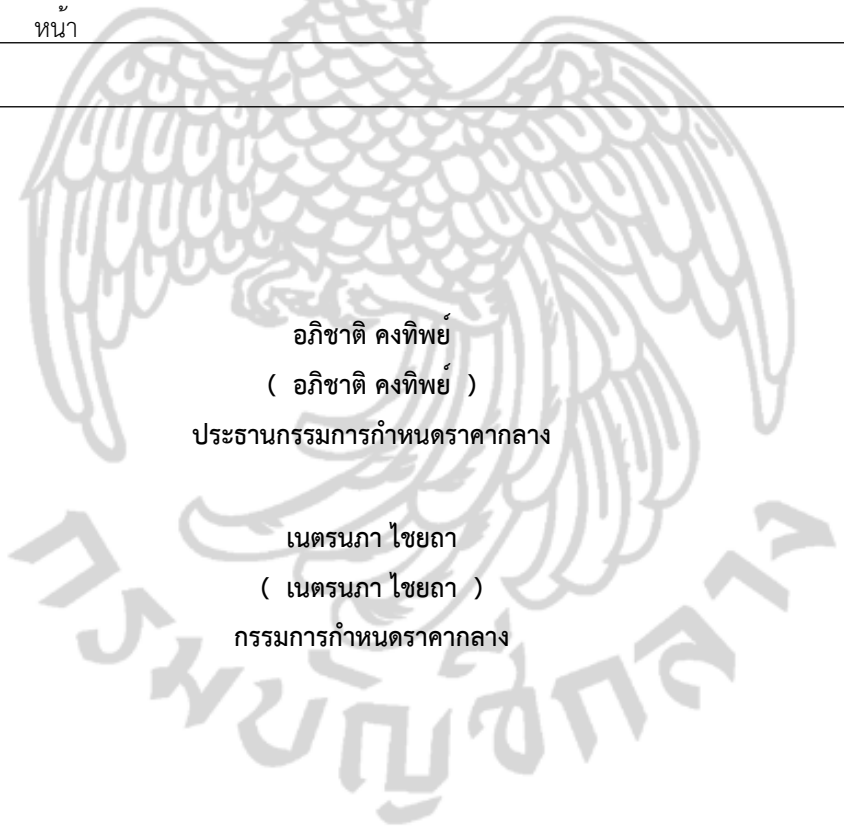 หน้า
อภิชาติ คงทิพย์
( อภิชาติ คงทิพย์ )
ประธานกรรมการกำหนดราคากลาง
เนตรนภา ไชยถา
( เนตรนภา ไชยถา )
กรรมการกำหนดราคากลาง
กรมบัญชีกลาง